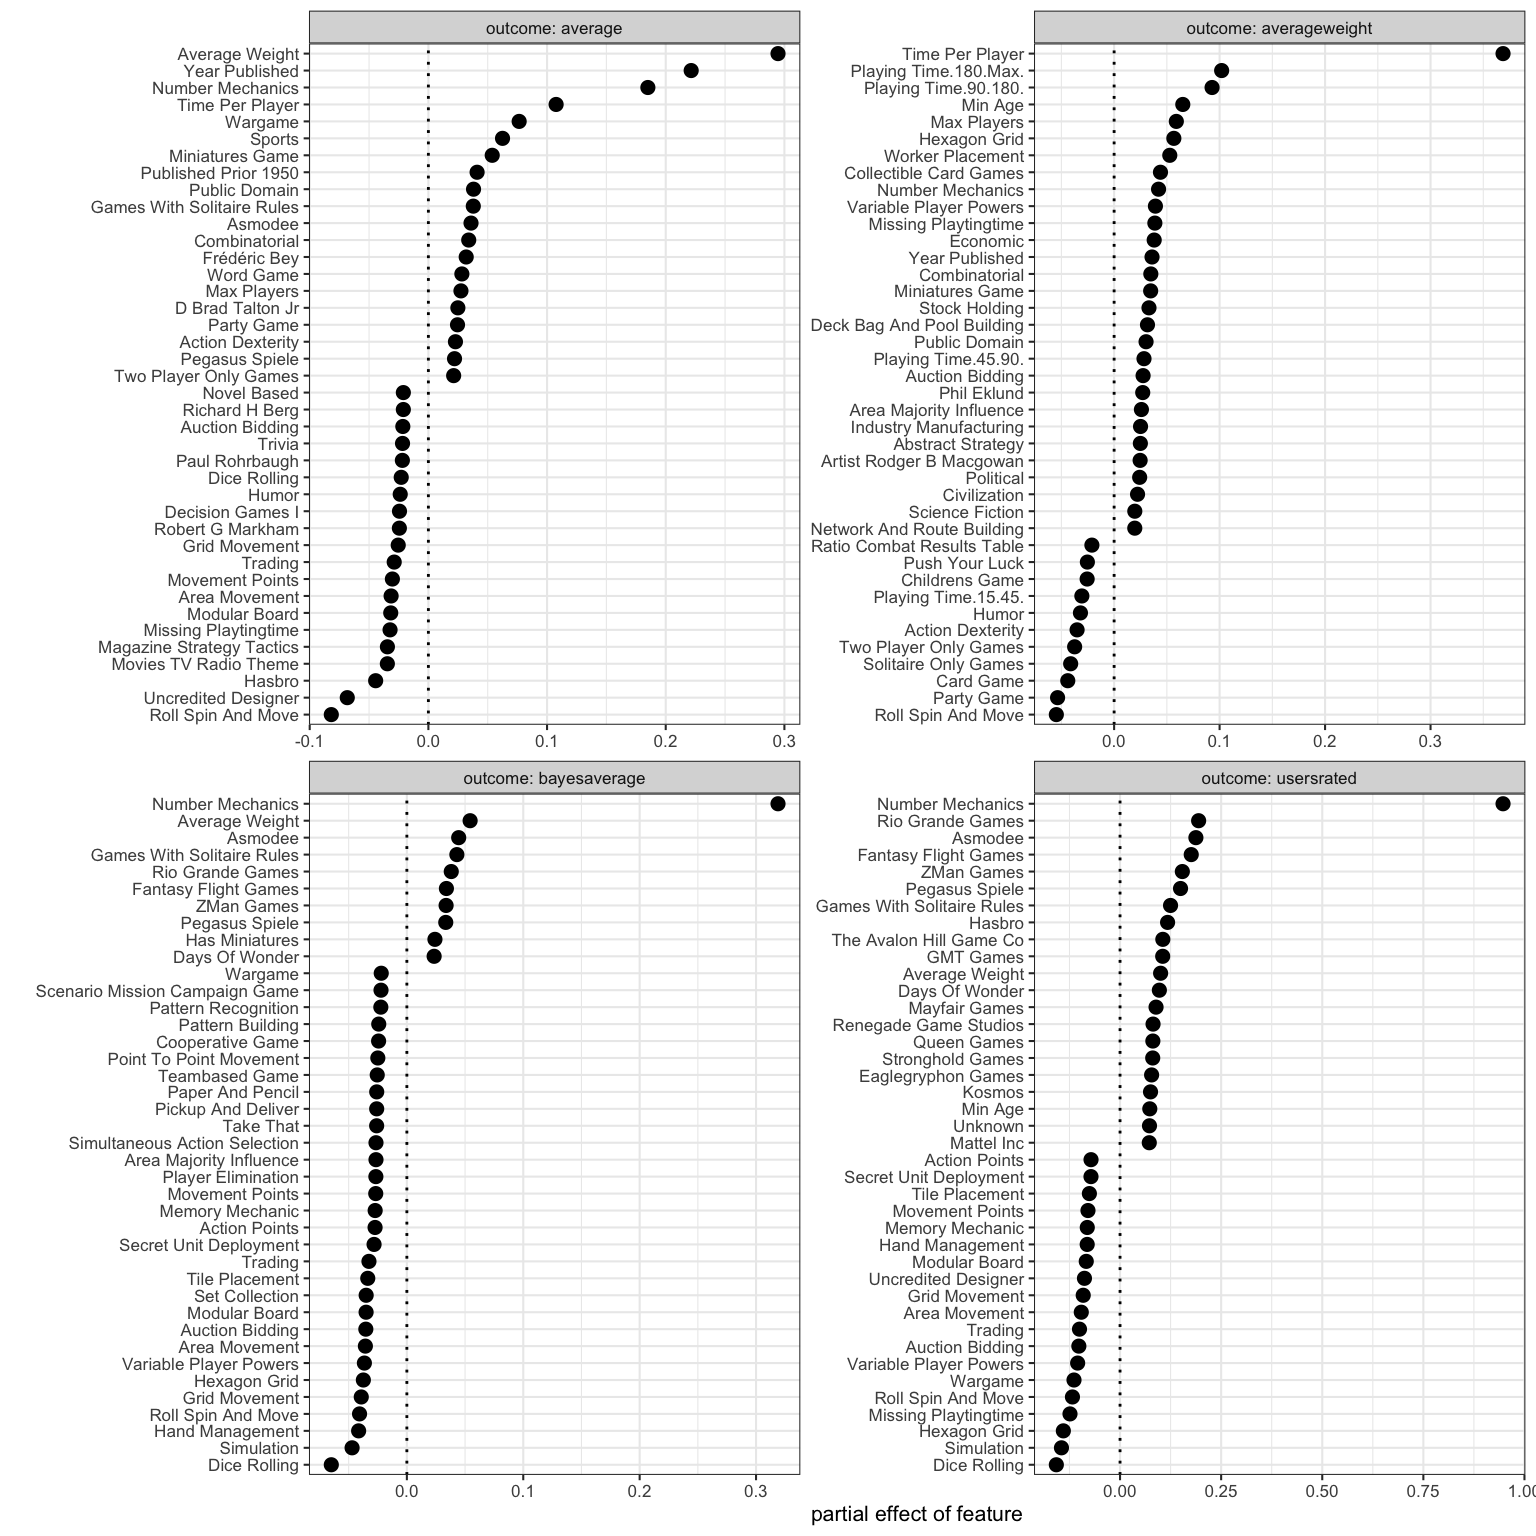 outcome: average
Average Weight
Year Published
Number Mechanics
Time Per Player
Wargame
Sports
Miniatures Game
Published Prior 1950
Public Domain
Games With Solitaire Rules
Asmodee
Combinatorial
Frédéric Bey
Word Game
Max Players
D Brad Talton Jr
Party Game
Action Dexterity
Pegasus Spiele
Two Player Only Games
Novel Based
Richard H Berg
Auction Bidding
Trivia
Paul Rohrbaugh
Dice Rolling
Humor
Decision Games I
Robert G Markham
Grid Movement
Trading
Movement Points
Area Movement
Modular Board
Missing Playtingtime
Magazine Strategy Tactics
Movies TV Radio Theme
Hasbro
Uncredited Designer
Roll Spin And Move
-0.1 0.0 0.1 0.2 0.3
outcome: averageweight
Time Per Player
Playing Time.180.Max.
Playing Time.90.180.
Min Age
Max Players
Hexagon Grid
Worker Placement
Collectible Card Games
Number Mechanics
Variable Player Powers
Missing Playtingtime
Economic
Year Published
Combinatorial
Miniatures Game
Stock Holding
Deck Bag And Pool Building
Public Domain
Playing Time.45.90.
Auction Bidding
Phil Eklund
Area Majority Influence
Industry Manufacturing
Abstract Strategy
Artist Rodger B Macgowan
Political
Civilization
Science Fiction
Network And Route Building
Ratio Combat Results Table
Push Your Luck
Childrens Game
Playing Time.15.45.
Humor
Action Dexterity
Two Player Only Games
Solitaire Only Games
Card Game
Party Game
Roll Spin And Move
0.0 0.1 0.2 0.3
outcome: bayesaverage
Number Mechanics
Average Weight
Asmodee
Games With Solitaire Rules
Rio Grande Games
Fantasy Flight Games
ZMan Games
Pegasus Spiele
Has Miniatures
Days Of Wonder
Wargame
Scenario Mission Campaign Game
Pattern Recognition
Pattern Building
Cooperative Game
Point To Point Movement
Teambased Game
Paper And Pencil
Pickup And Deliver
Take That
Simultaneous Action Selection
Area Majority Influence
Player Elimination
Movement Points
Memory Mechanic
Action Points
Secret Unit Deployment
Trading
Tile Placement
Set Collection
Modular Board
Auction Bidding
Area Movement
Variable Player Powers
Hexagon Grid
Grid Movement
Roll Spin And Move
Hand Management
Simulation
Dice Rolling
0.0 0.1 0.2 0.3
outcome: usersrated
Number Mechanics
Rio Grande Games
Asmodee
Fantasy Flight Games
ZMan Games
Pegasus Spiele
Games With Solitaire Rules
Hasbro
The Avalon Hill Game Co
GMT Games
Average Weight
Days Of Wonder
Mayfair Games
Renegade Game Studios
Queen Games
Stronghold Games
Eaglegryphon Games
Kosmos
Min Age
Unknown
Mattel Inc
Action Points
Secret Unit Deployment
Tile Placement
Movement Points
Memory Mechanic
Hand Management
Modular Board
Uncredited Designer
Grid Movement
Area Movement
Trading
Auction Bidding
Variable Player Powers
Wargame
Roll Spin And Move
Missing Playtingtime
Hexagon Grid
Simulation
Dice Rolling
0.00 0.25 0.50 0.75 1.00
partial effect of feature